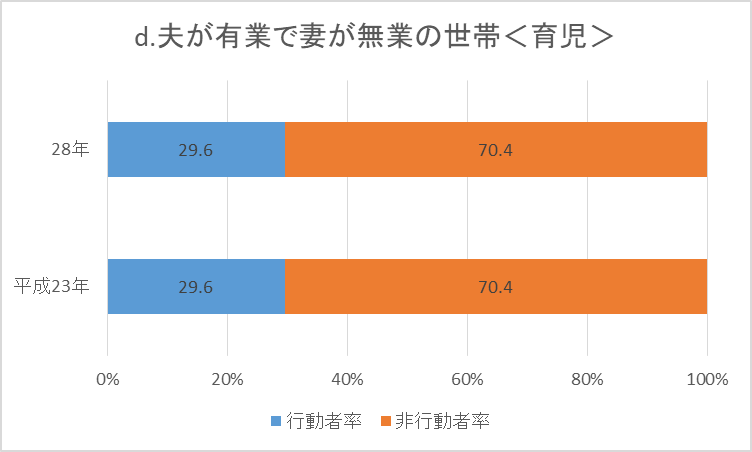 d.夫が有業で妻が無業の世帯＜育児＞
28年
29.6
70.4
平成23年
29.6
70.4
0%
20%
40%
60%
80%
100%
行動者率
非行動者率